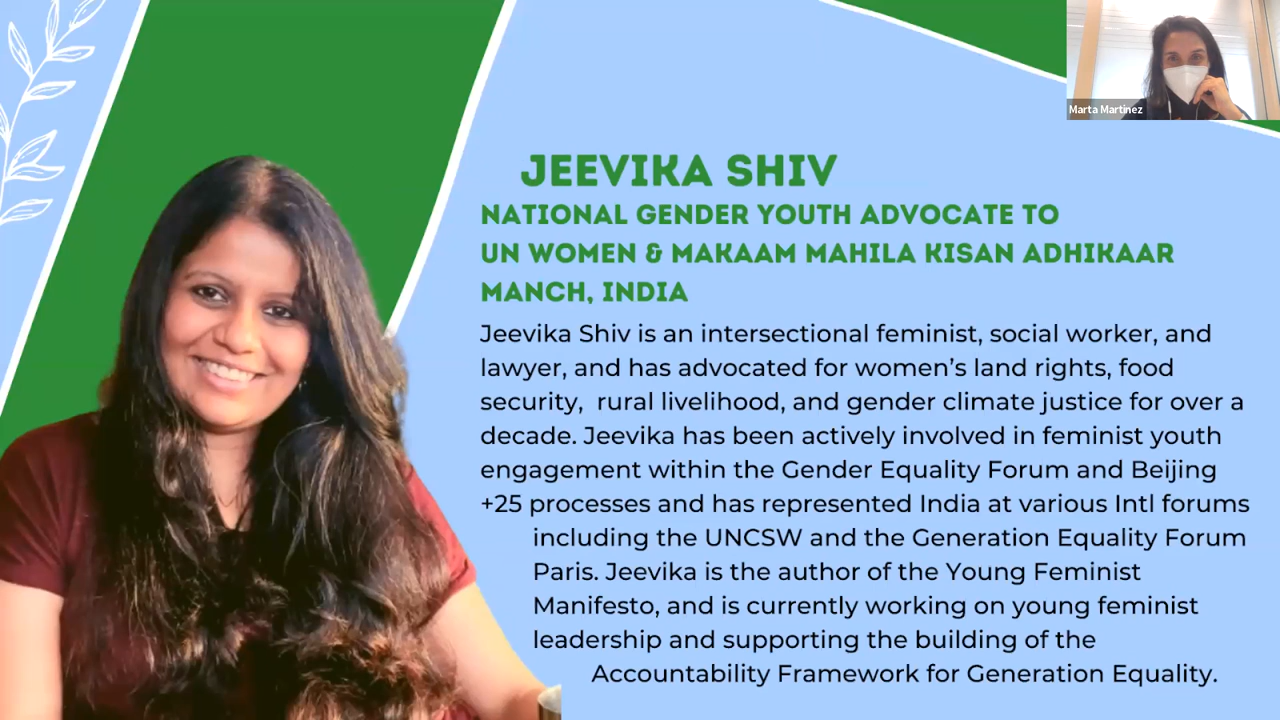 Marta Martinez
JEEVIKA SHIV
NATIONAL GENDER YOUTH ADVOCATE TO
UN WOMEN & MAKAAM MAHILA KISAN ADHIKAAR
MANCH, INDIA
Jeevika Shiv is an intersectional feminist, social worker, and
lawyer, and has advocated for women’s land rights, food
security,  rural livelihood, and gender climate justice for over a
decade. Jeevika has been actively involved in feminist youth
engagement within the Gender Equality Forum and Beijing
+25 processes and has represented India at various Intl forums
including the UNCSW and the Generation Equality Forum
Paris. Jeevika is the author of the Young Feminist
Manifesto, and is currently working on young feminist
leadership and supporting the building of the
Accountability Framework for Generation Equality.